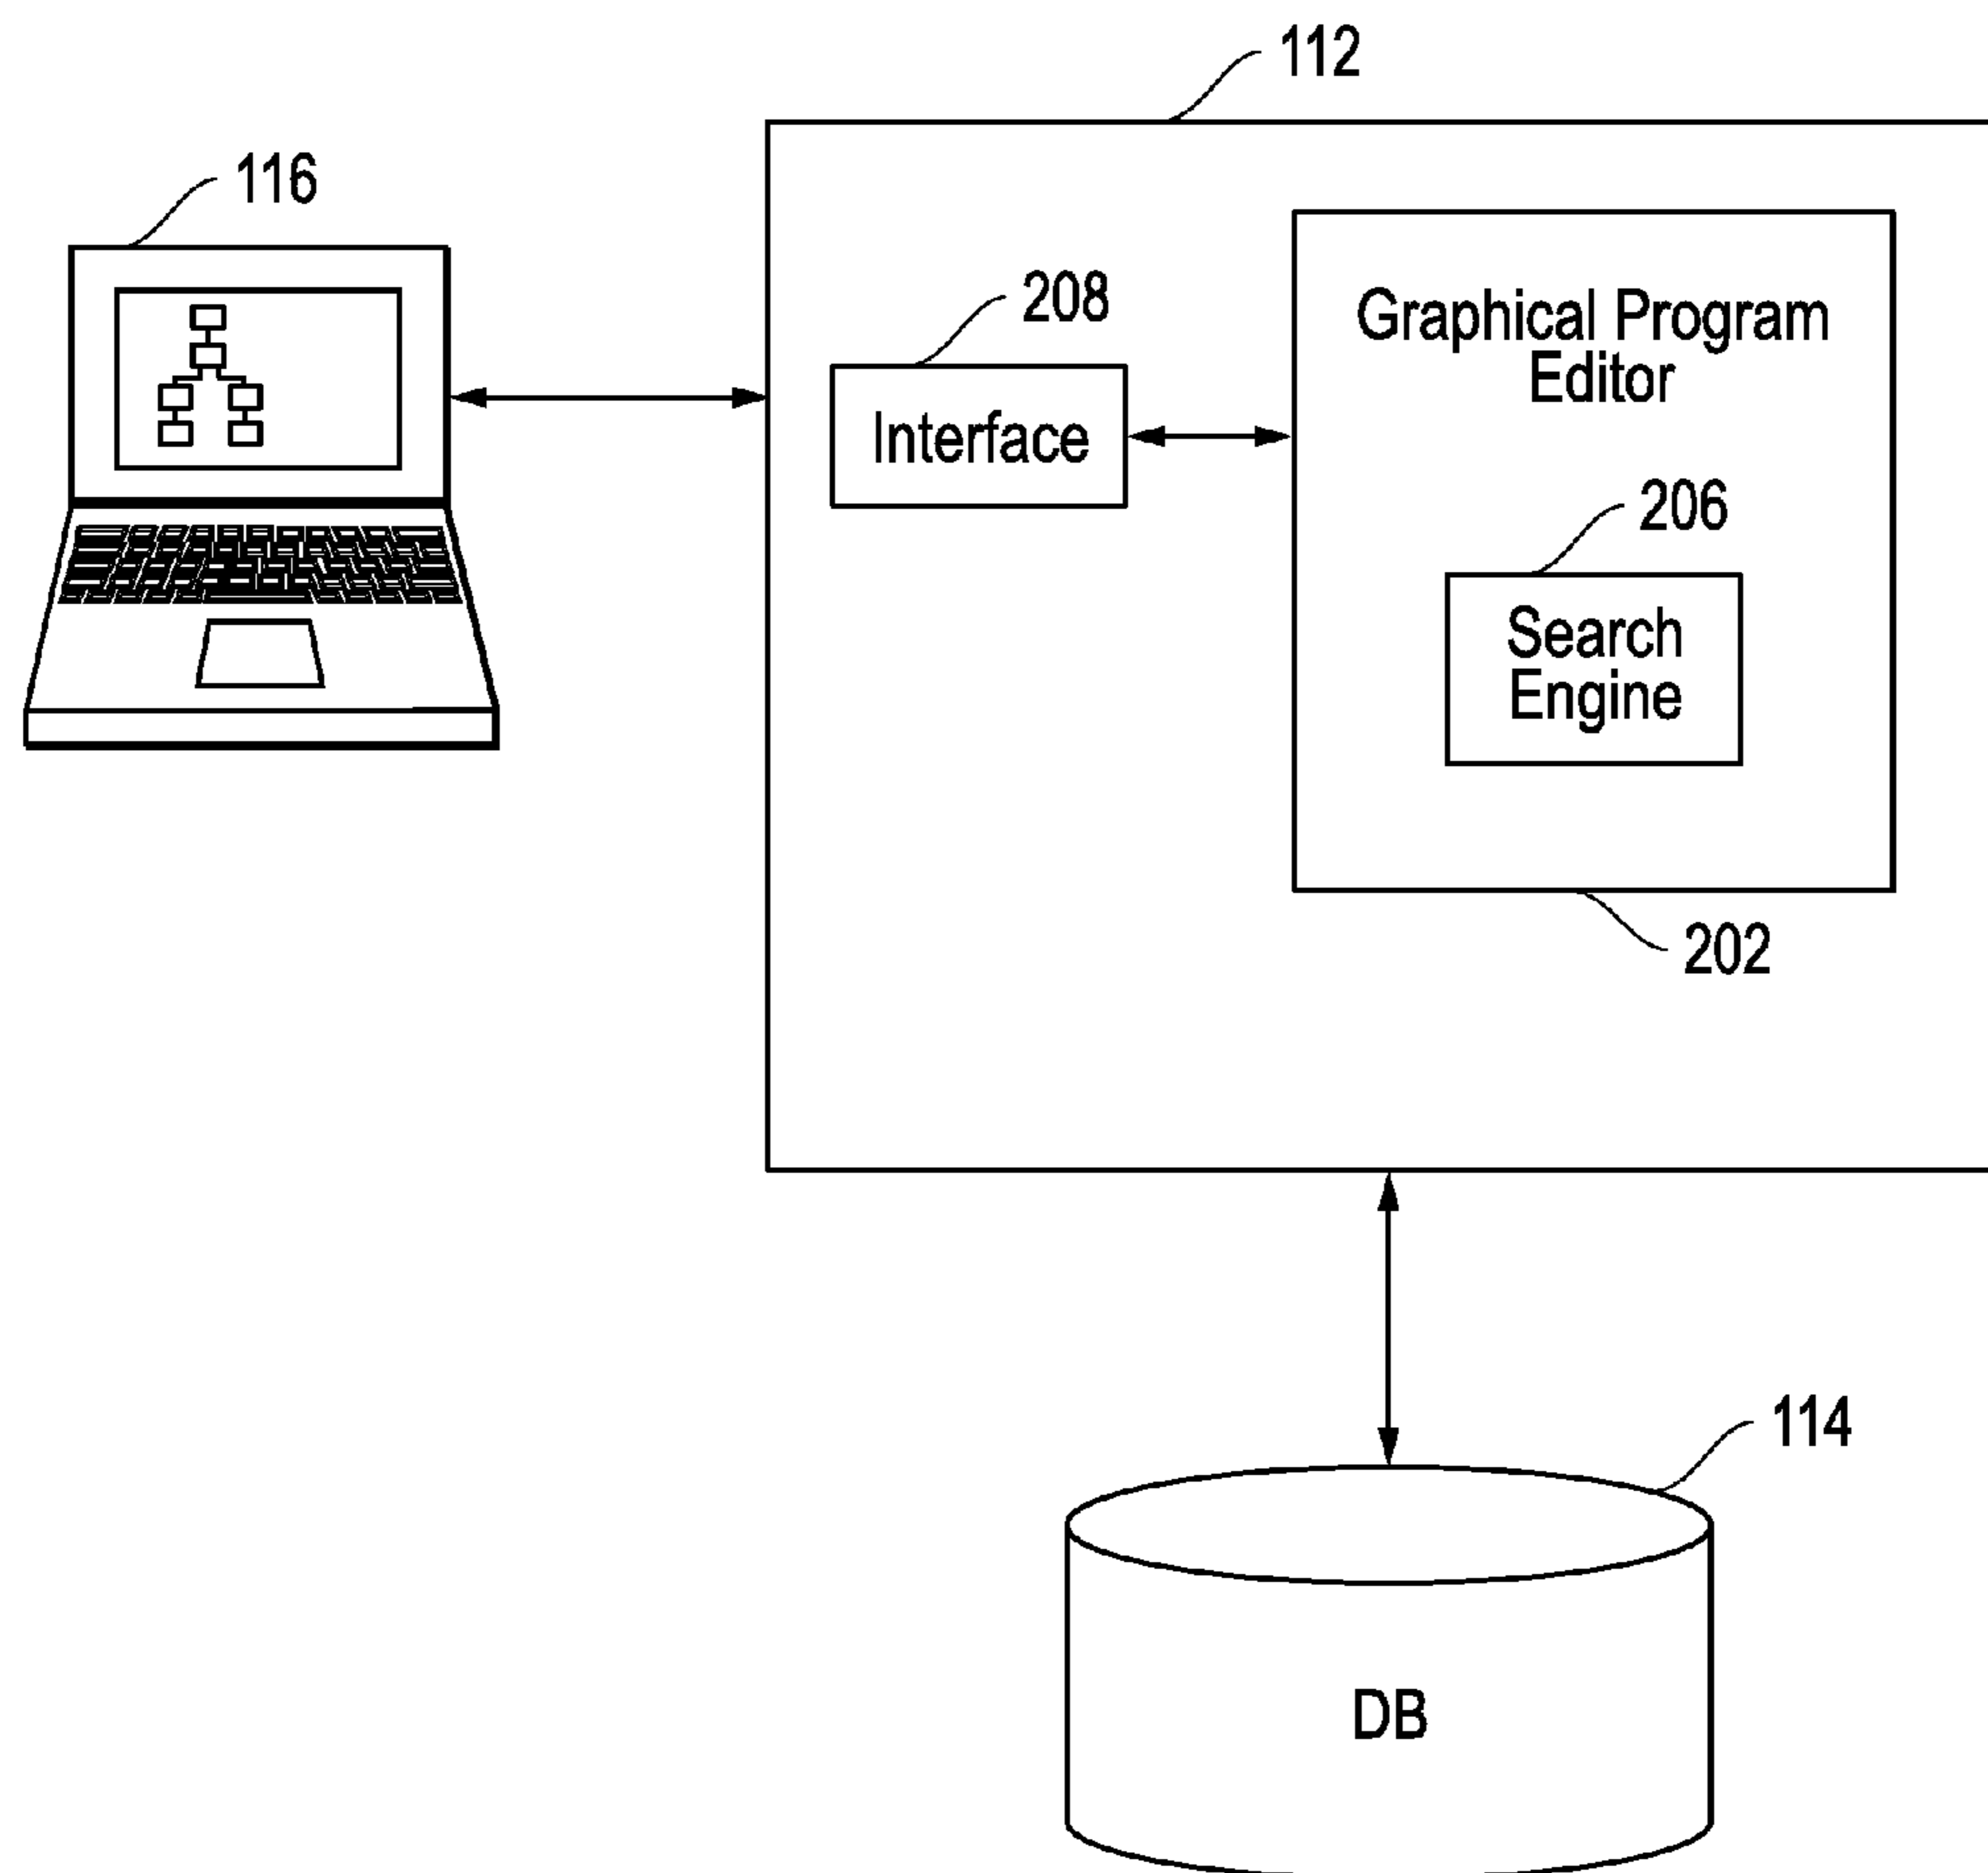 112
116
208
Graphical Program
Editor
Interface
206
Search
Engine
202
114
DB